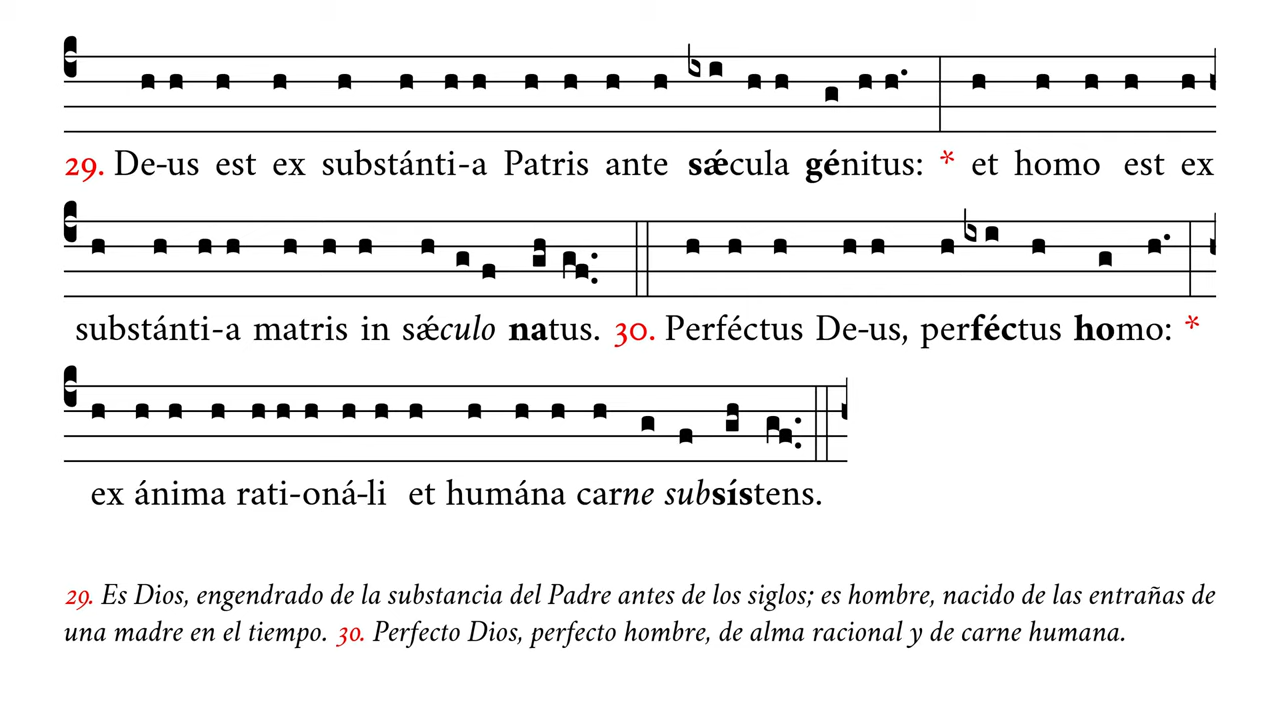 29. De-us est ex substánti-a Patris ante sǽcula génitus: * et homo est ex
substánti-a matris in sǽculo natus. 30. Perféctus De-us, perféctus homo: *
ex ánima rati-oná-li et humána carne subsístens.
29. Es Dios, engendrado de la substancia del Padre antes de los siglos; es hombre, nacido de las entrañas de
una madre en el tiempo. 30. Perfecto Dios, perfecto hombre, de alma racional y de carne humana.